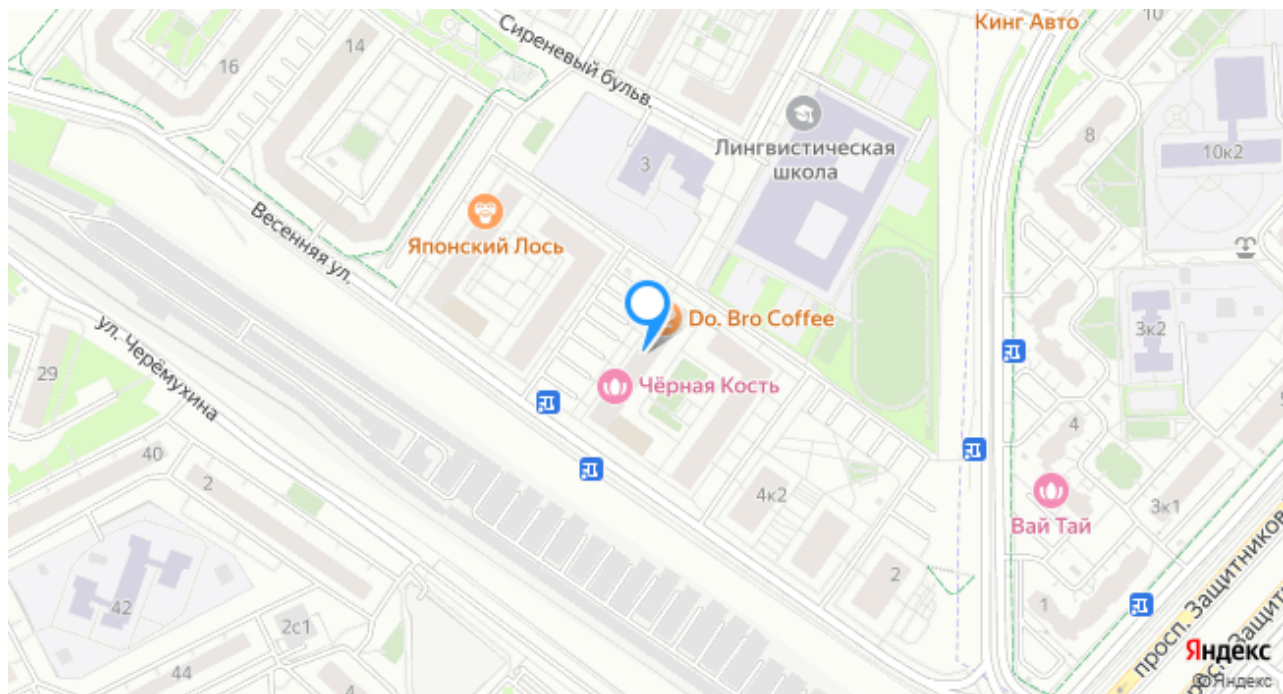 Кинг Авто
10
Сиреневый бульв.
14
16
8
Лингвистическая
школа
10к2
3
Весенняя ул.
Японский Лось
Do. Bro Coffee
3к2
ул. Черёмухина
29
Чёрная Кость
4
40
2
4к2
Вай Тай
3к1
просп. Защитников
2
42
1
2с1
44
4
Яндекс
© Яндекс